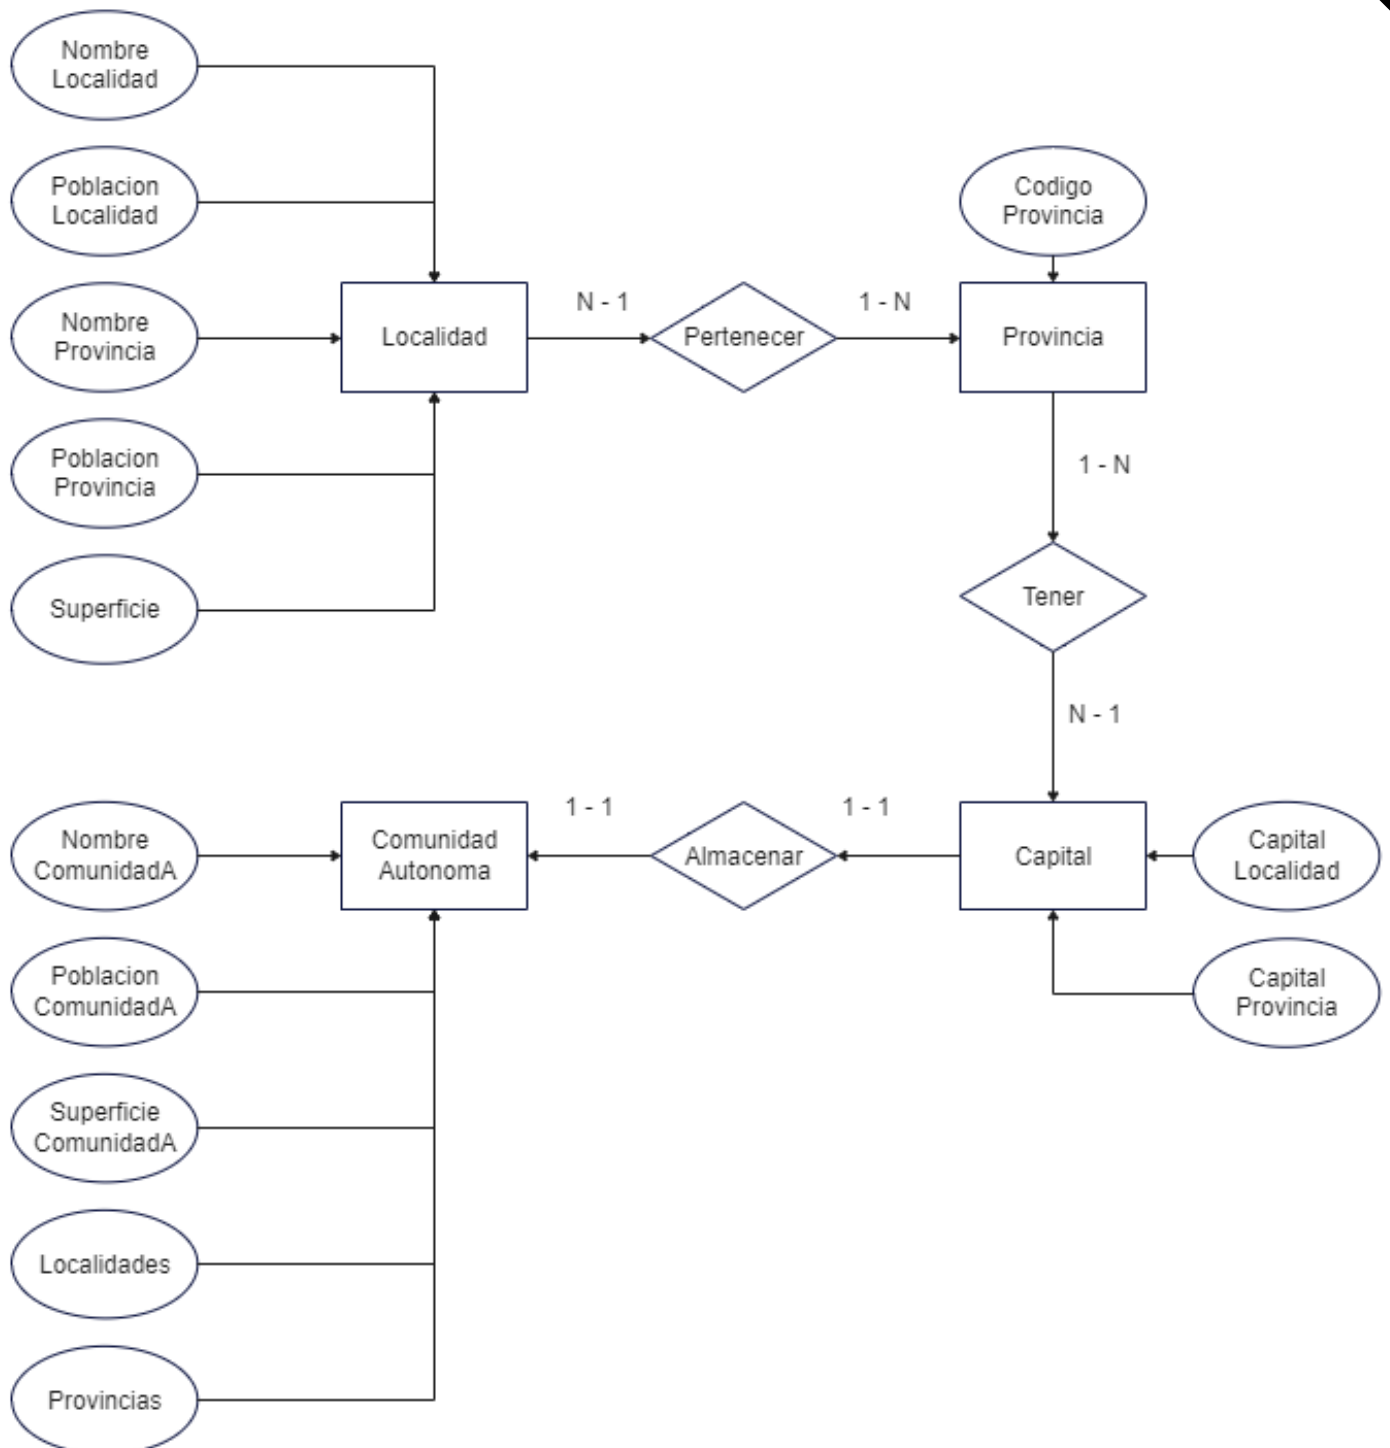 Nombre
Localidad
Poblacion
Localidad
Codigo
Provincia
Nombre
Provincia
Localidad
N - 1
Pertenecer
1 - N
Provincia
Poblacion
Provincia
1 - N
Superficie
Tener
N - 1
Nombre
ComunidadA
Comunidad
Autonoma
1 - 1
Almacenar
1 - 1
Capital
Capital
Localidad
Poblacion
ComunidadA
Capital
Provincia
Superficie
ComunidadA
Localidades
Provincias